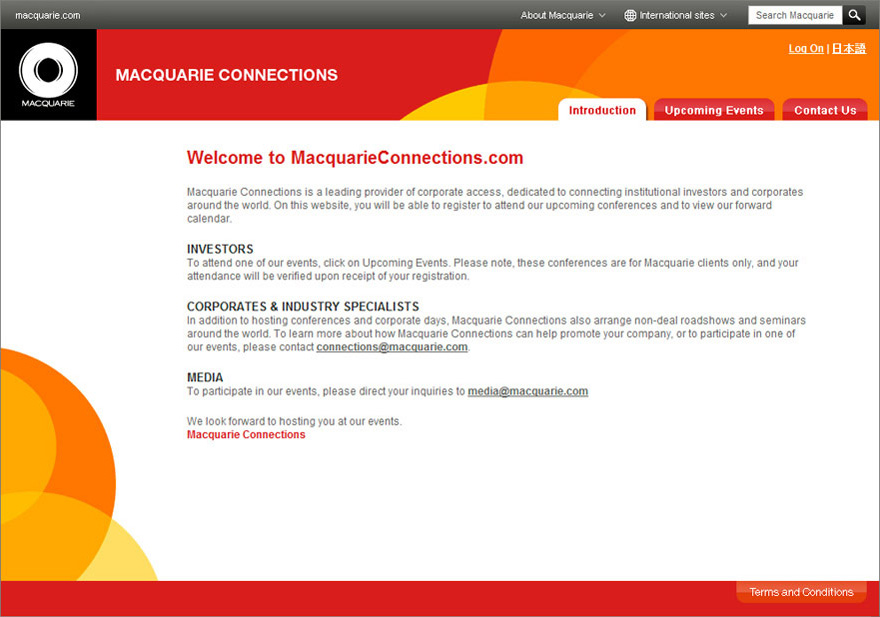 macquarie.com
About Macquarie
International sites
Search Macquarie
MACQUARIE
MACQUARIE CONNECTIONS
Log On | 日本語
Introduction
Upcoming Events
Contact Us
Welcome to MacquarieConnections.com
Macquarie Connections is a leading provider of corporate access, dedicated to connecting institutional investors and corporates
around the world. On this website, you will be able to register to attend our upcoming conferences and to view our forward
calendar.
INVESTORS
To attend one of our events, click on Upcoming Events. Please note, these conferences are for Macquarie clients only, and your
attendance will be verified upon receipt of your registration.
CORPORATES & INDUSTRY SPECIALISTS
In addition to hosting conferences and corporate days, Macquarie Connections also arrange non-deal roadshows and seminars
around the world. To learn more about how Macquarie Connections can help promote your company, or to participate in one of
our events, please contact connections@macquarie.com.
MEDIA
To participate in our events, please direct your inquiries to media@macquarie.com
We look forward to hosting you at our events.
Macquarie Connections
Terms and Conditions